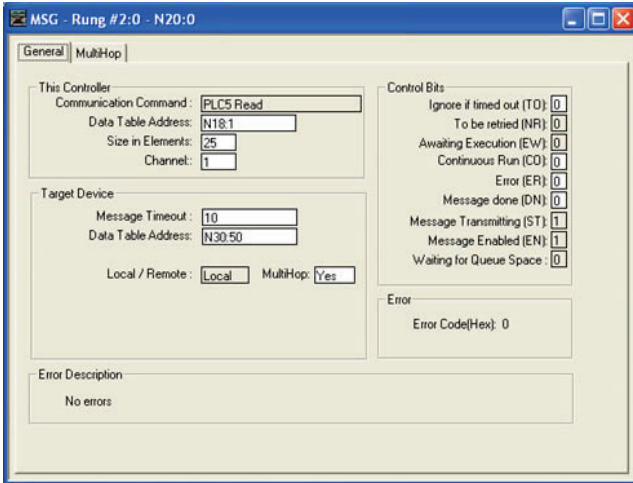 MSG - Rung #2:0 - N20:0
General MultiHop
This Controller
Communication Command : PLC5 Read
Data Table Address: N18:1
Size in Elements: 25
Channel:: 1
Target Device
Message Timeout : 10
Data Table Address: N30:50
Local / Remote : Local MultiHop: Yes
Control Bits
Ignore if timed out (TO): 0
To be retried (NR): 0
Awaiting Execution (EW): 0
Continuous Run (CO): 0
Error (ER): 0
Message done (DN): 0
Message Transmitting (ST): 1
Message Enabled (EN): 1
Waiting for Queue Space : 0
Error
Error Code(Hex): 0
Error Description
No errors